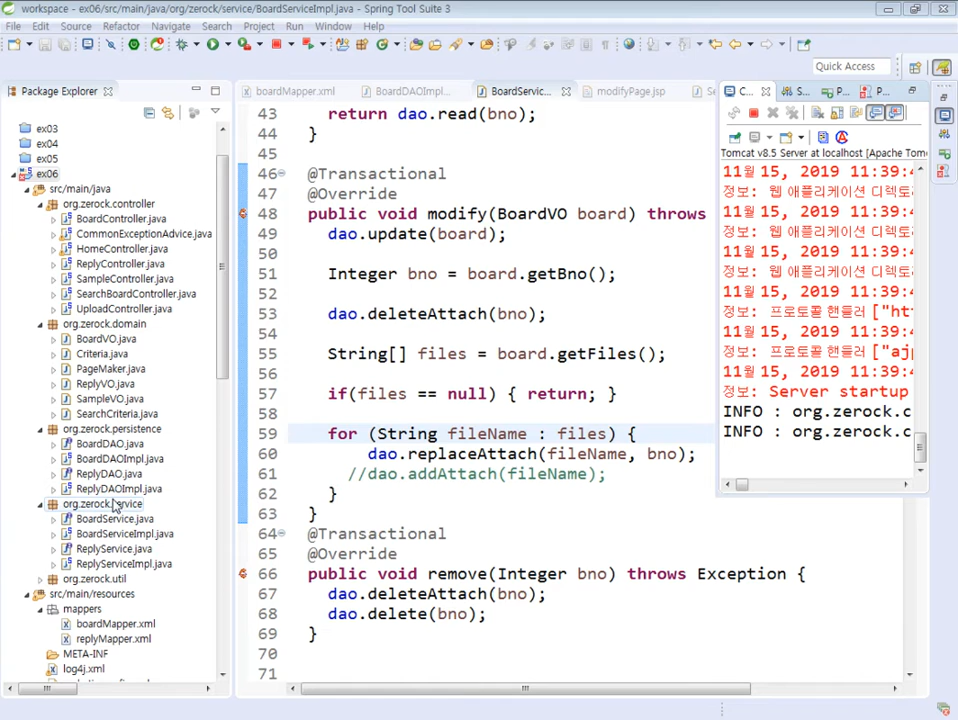 workspace - ex06/src/main/java/org/zerock/service/BoardServiceImpl.java - Spring Tool Suite 3
File Edit Source Refactor Navigate Search Project Run Window Help
Quick Access
Package Explorer
ex03
ex04
ex05
ex06
src/main/java
org.zerock.controller
BoardController.java
CommonExceptionAdvice.java
HomeController.java
ReplyController.java
SampleController.java
SearchBoardController.java
UploadController.java
org.zerock.domain
BoardVO.java
Criteria.java
PageMaker.java
ReplyVO.java
SampleVO.java
SearchCriteria.java
org.zerock.persistence
BoardDAO.java
BoardDAOImpl.java
ReplyDAO.java
ReplyDAOImpl.java
org.zerock.service
BoardService.java
BoardServiceImpl.java
ReplyService.java
ReplyServiceImpl.java
org.zerock.util
src/main/resources
mappers
boardMapper.xml
replyMapper.xml
META-INF
log4j.xml
boardMapper.xml BoardDAOImpl... BoardServic... modifyPage.jsp Se
43 return dao.read(bno);
44 }
45
46 @Transactional
47 @Override
48 public void modify(BoardVO board) throws
49 dao.update(board);
50
51 Integer bno = board.getBno();
52
53 dao.deleteAttach(bno);
54
55 String[] files = board.getFiles();
56
57 if(files == null) { return; }
58
59 for (String fileName : files) {
60 dao.replaceAttach(fileName, bno);
61 //dao.addAttach(fileName);
62 }
63 }
64 @Transactional
65 @Override
66 public void remove(Integer bno) throws Exception {
67 dao.deleteAttach(bno);
68 dao.delete(bno);
69 }
70
71
C... S... P... P...
Tomcat v8.5 Server at localhost [Apache Tom
11월 15, 2019 11:39:4
정보: 웹 애플리케이션 디렉토
11월 15, 2019 11:39:4
정보: 웹 애플리케이션 디렉토
11월 15, 2019 11:39:4
정보: 웹 애플리케이션 디렉토
11월 15, 2019 11:39:4
정보: 프로토콜 핸들러 ["ht
11월 15, 2019 11:39:4
정보: 프로토콜 핸들러 ["aj
11월 15, 2019 11:39:4
정보: Server startup
INFO : org.zerock.c
INFO : org.zerock.c